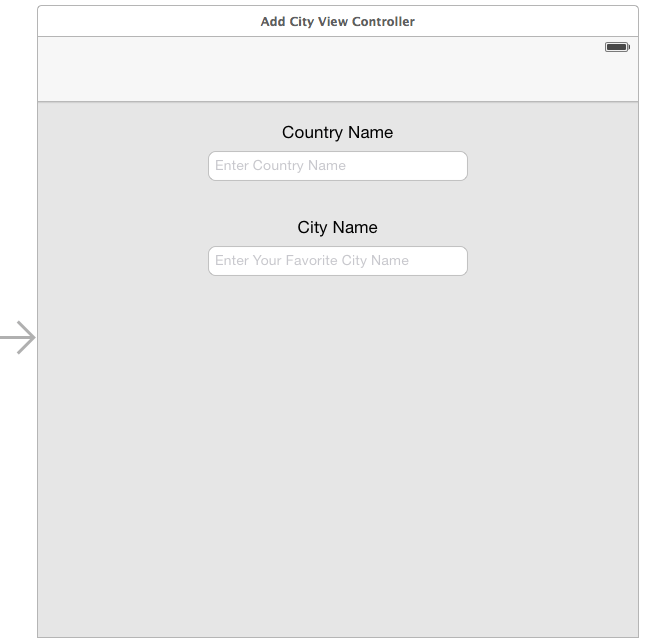 Add City View Controller
Country Name
Enter Country Name
City Name
Enter Your Favorite City Name